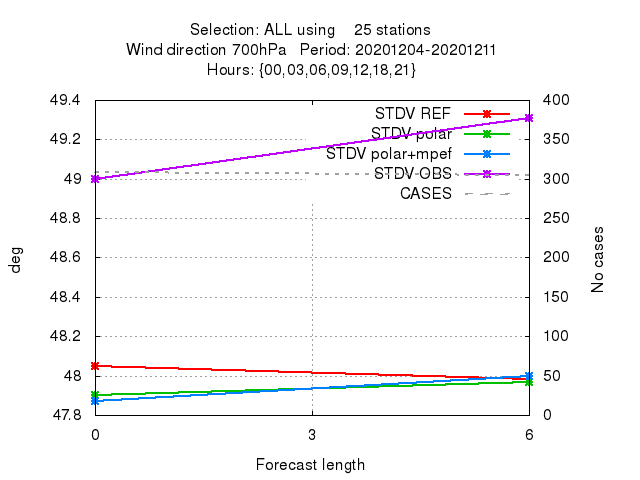 Selection: ALL using 25 stations
Wind direction 700hPa Period: 20201204-20201211
Hours: {00,03,06,09,12,18,21}
49.4
49.2
49
48.8
48.6
48.4
48.2
48
47.8
deg
STDV REF
STDV polar
STDV polar+mpef
STDV OBS
CASES
400
350
300
250
200
150
100
50
0
No cases
0 3 6
Forecast length